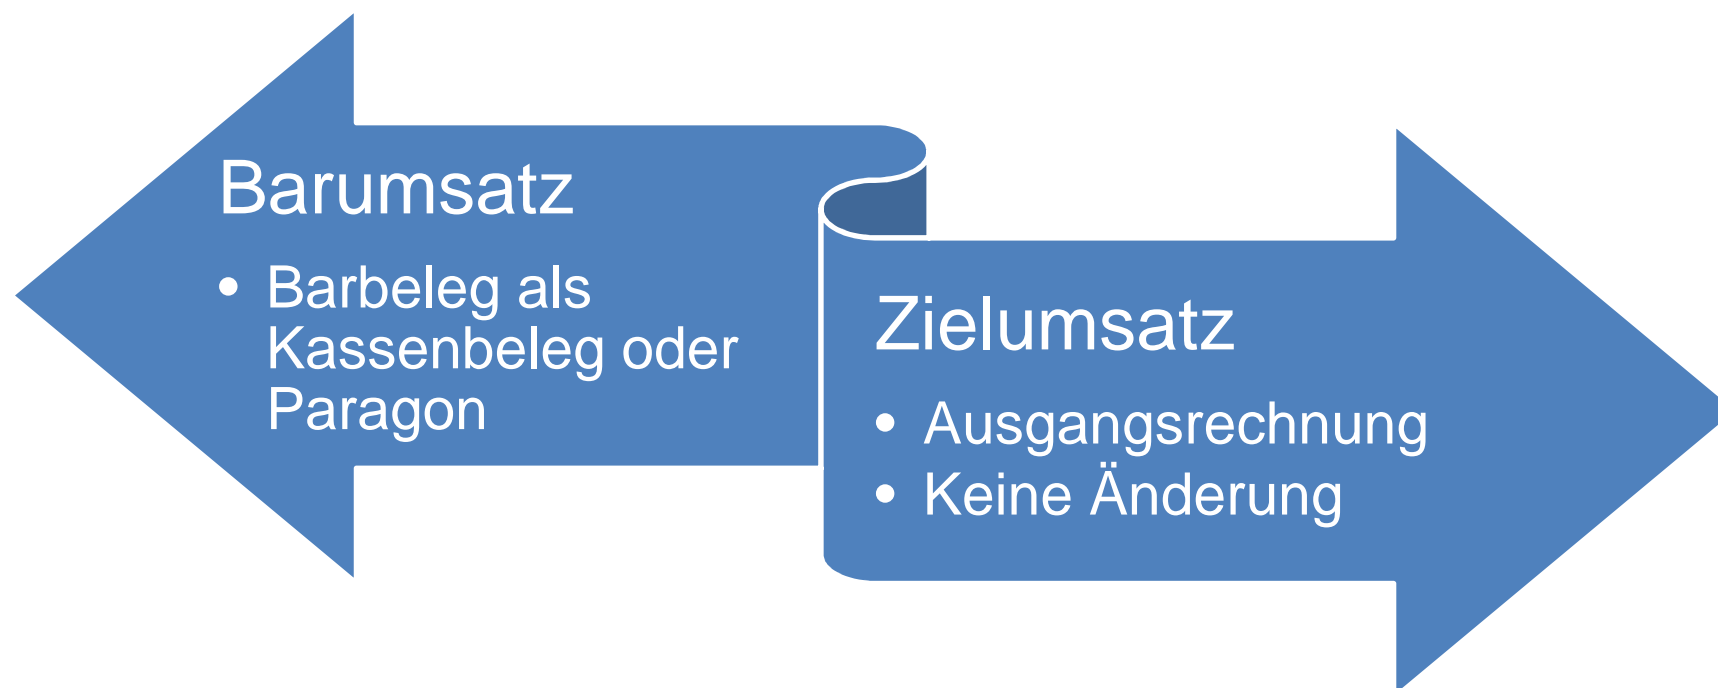 Barumsatz
• Barbeleg als
Kassenbeleg oder
Paragon
Zielumsatz
• Ausgangsrechnung
• Keine Änderung